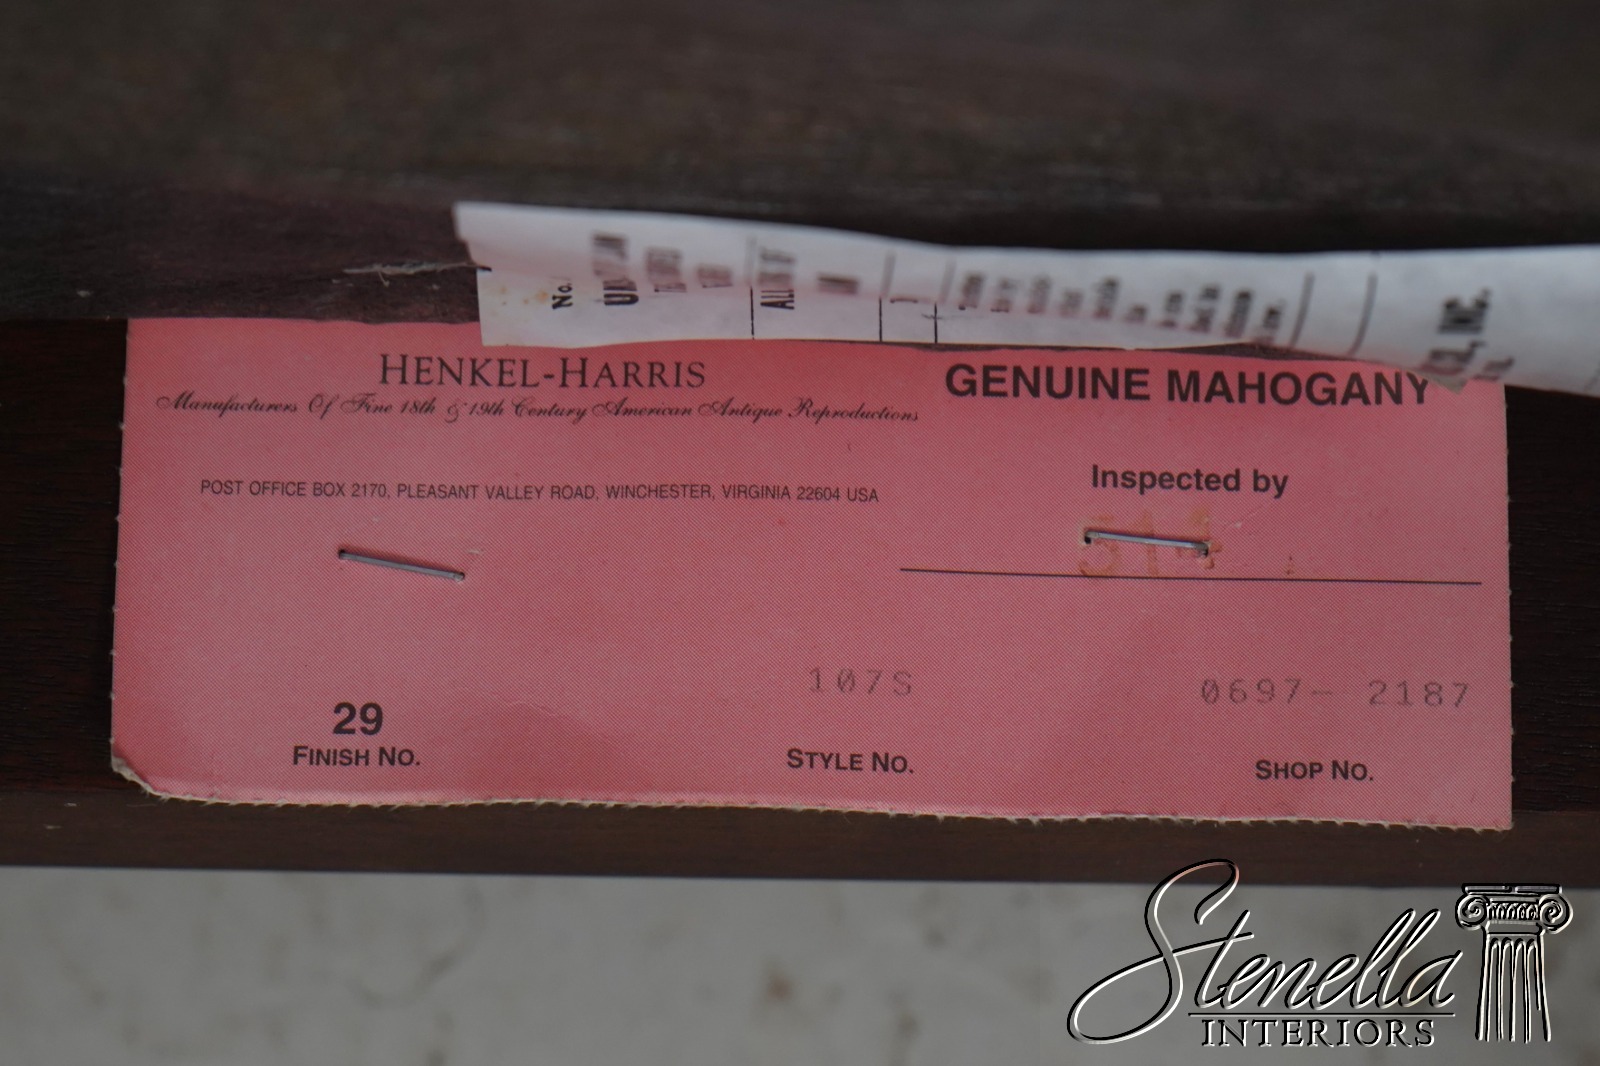 No.
HENKEL-HARRIS
Manufacturers Of Fine 18th & 19th Century American Antique Reproductions
POST OFFICE BOX 2170, PLEASANT VALLEY ROAD, WINCHESTER, VIRGINIA 22604 USA
GENUINE MAHOGANY
Inspected by
514
29
FINISH NO.
107S
STYLE NO.
0697- 2187
SHOP NO.
Stenella
INTERIORS